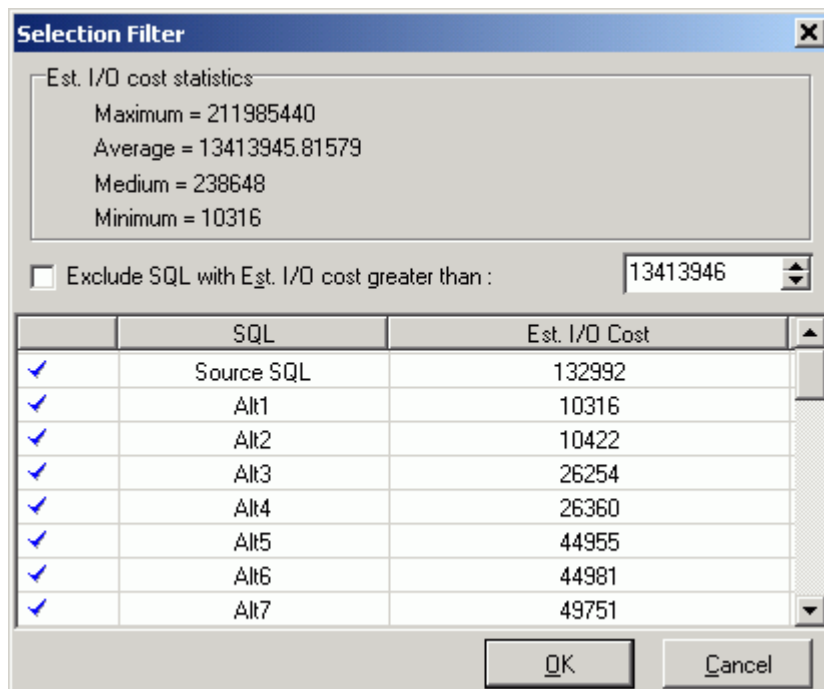 Selection Filter
Est. I/O cost statistics
Maximum = 211985440
Average = 13413945.81579
Medium = 238648
Minimum = 10316
Exclude SQL with Est. I/O cost greater than : 13413946
SQL Est. I/O Cost
Source SQL 132992
Alt1 10316
Alt2 10422
Alt3 26254
Alt4 26360
Alt5 44955
Alt6 44981
Alt7 49751
OK Cancel